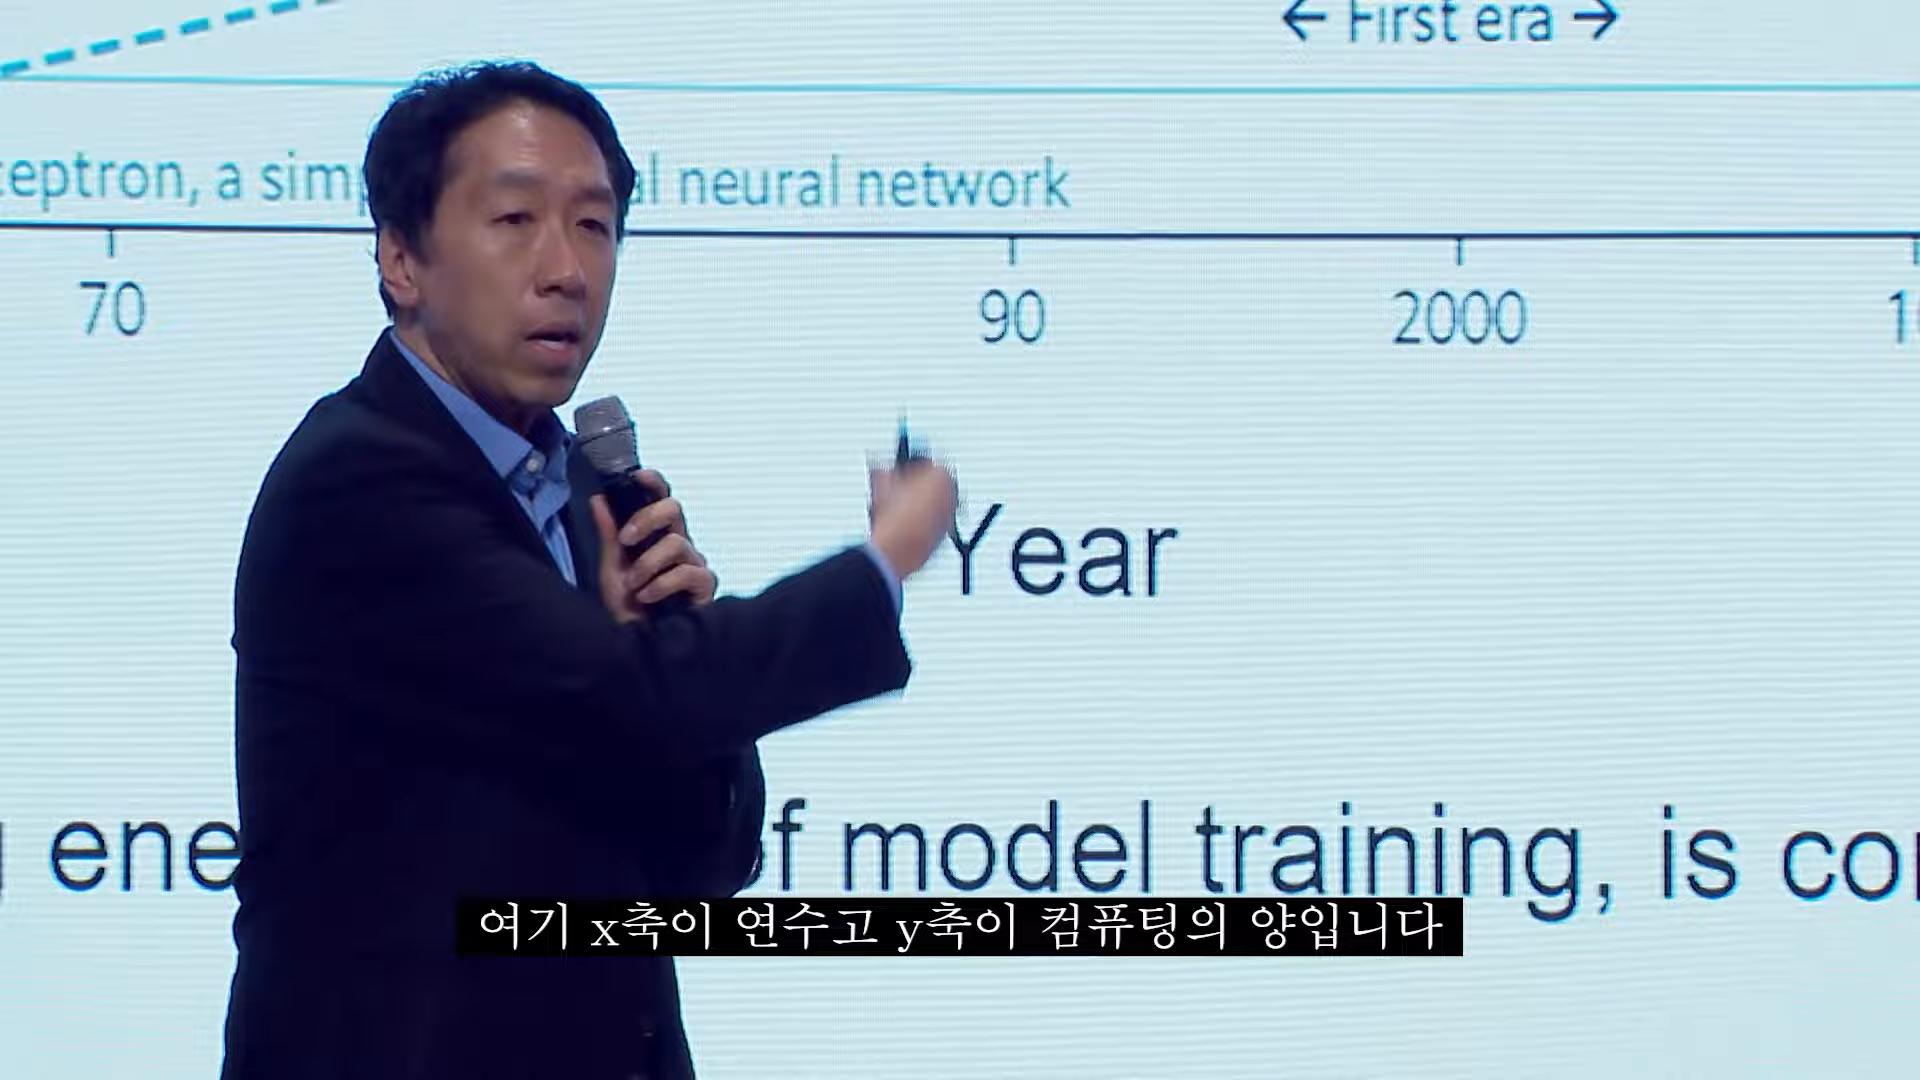 ← First era →
ceptron, a simp al neural network
70 90 2000
Year
ene of model training, is co
여기 x축이 연수고 y축이 컴퓨팅의 양입니다